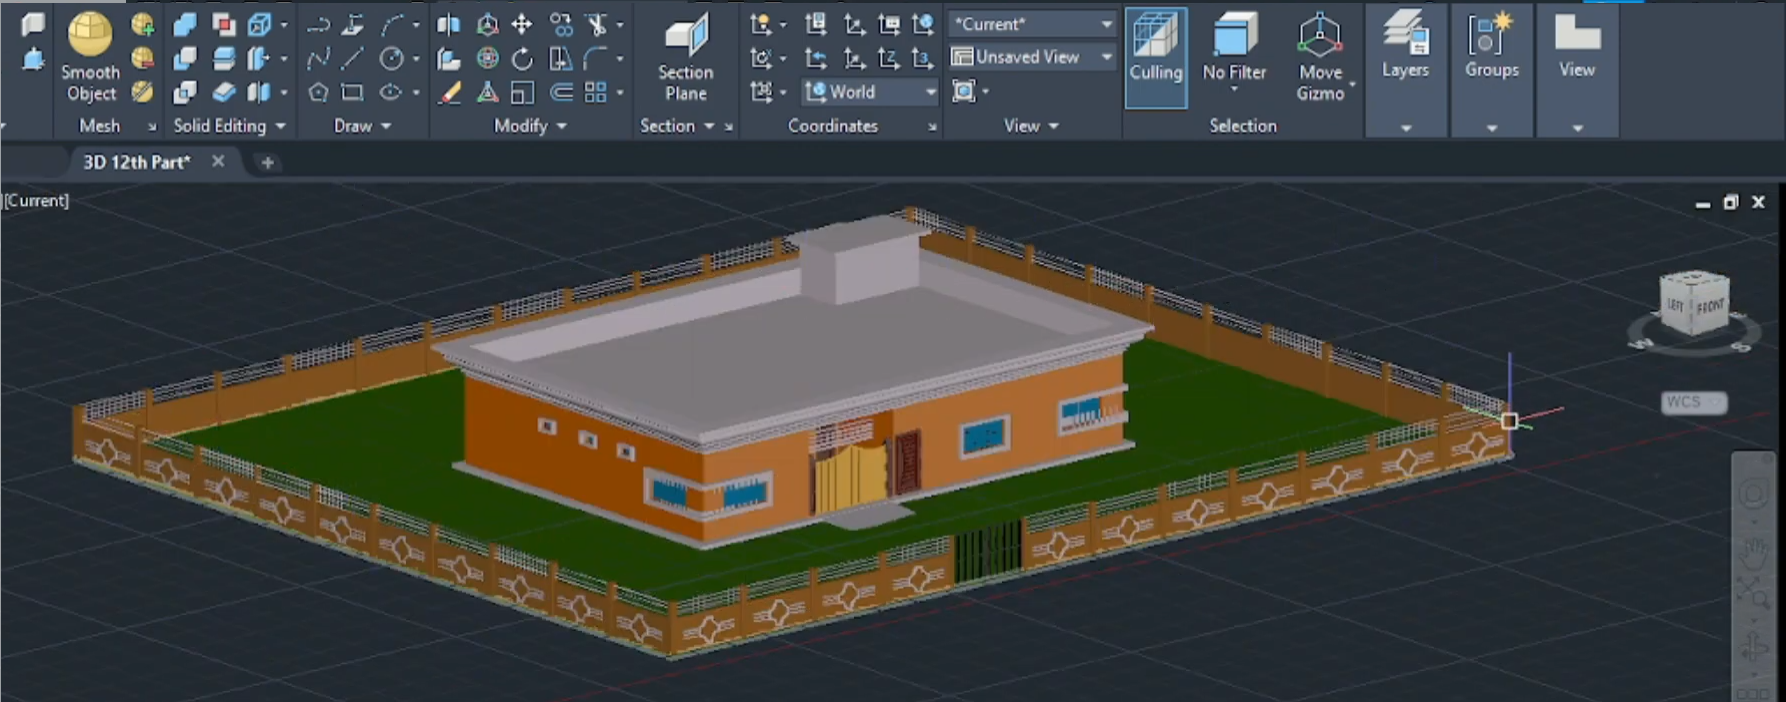 Smooth
Object
Mesh
Solid Editing
Draw
Modify
Section
Plane
Section
World
Coordinates
*Current*
Unsaved View
View
Culling
No Filter
Move
Gizmo
Selection
Layers
Groups
View
3D 12th Part*
[Current]
LEFT
FRONT
W
S
WCS